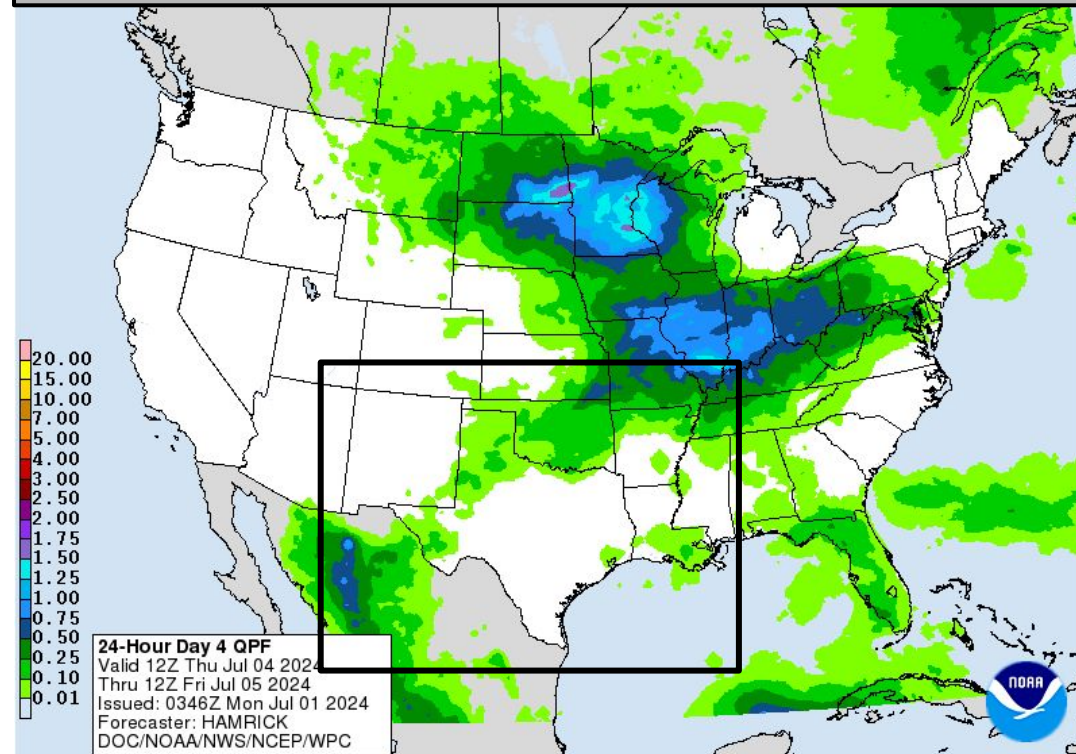 20.00
15.00
10.00
7.00
5.00
4.00
3.00
2.50
2.00
1.75
1.50
1.25
1.00
0.75
0.50
0.25
0.10
0.01
24-Hour Day 4 QPF
Valid 12Z Thu Jul 04 2024
Thru 12Z Fri Jul 05 2024
Issued: 0346Z Mon Jul 01 2024
Forecaster: HAMRICK
DOC/NOAA/NWS/NCEP/WPC
NOAA